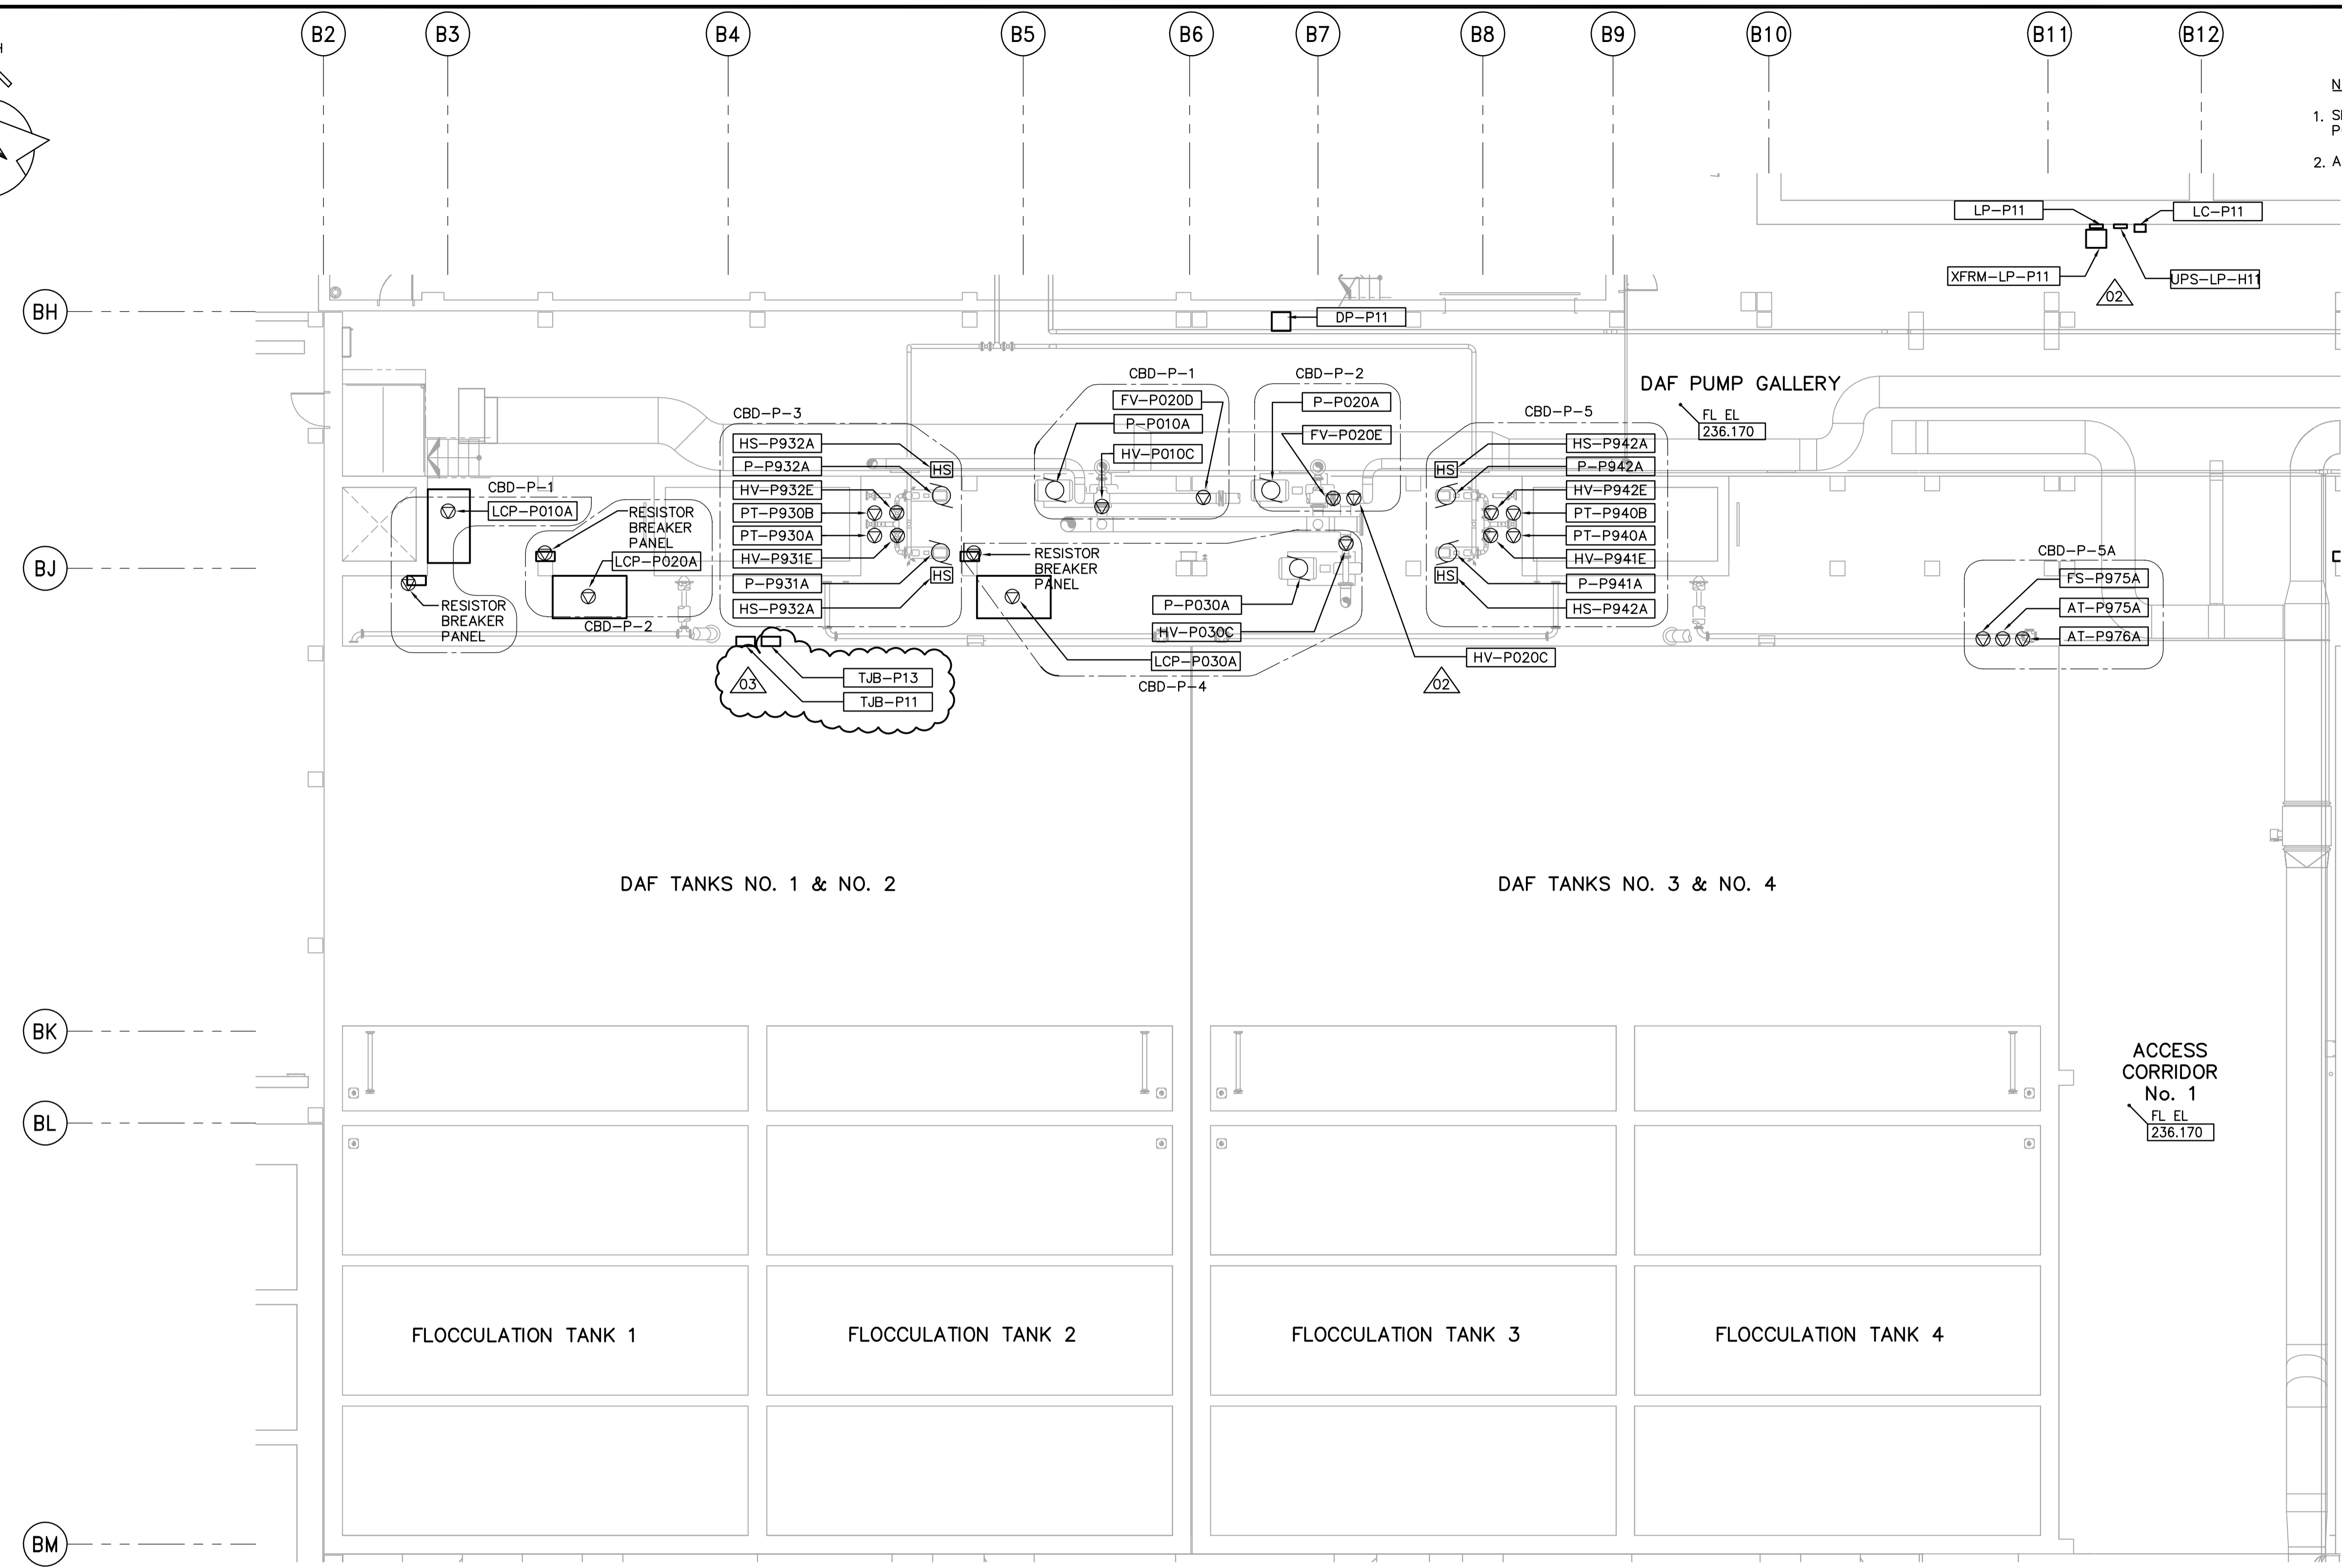 B2
B3
B4
B5
B6
B7
B8
B9
B10
B11
B12
H
N
1. S
P
2. A
LP-P11
LC-P11
XFRM-LP-P11
UPS-LP-H11
02
BH
DP-P11
CBD-P-1
CBD-P-2
DAF PUMP GALLERY
FL EL
236.170
CBD-P-3
CBD-P-5
FV-P020D
P-P010A
HV-P010C
P-P020A
FV-P020E
HS-P932A
P-P932A
HV-P932E
PT-P930B
PT-P930A
HV-P931E
P-P931A
HS-P932A
HS
HS
HS
HS
HS-P942A
P-P942A
HV-P942E
PT-P940B
PT-P940A
HV-P941E
P-P941A
HS-P942A
CBD-P-1
LCP-P010A
RESISTOR
BREAKER
PANEL
LCP-P020A
CBD-P-2
BJ
RESISTOR
BREAKER
PANEL
RESISTOR
BREAKER
PANEL
P-P030A
HV-P030C
LCP-P030A
CBD-P-4
HV-P020C
02
CBD-P-5A
FS-P975A
AT-P975A
AT-P976A
03
TJB-P13
TJB-P11
DAF TANKS NO. 1 & NO. 2
DAF TANKS NO. 3 & NO. 4
BK
ACCESS
CORRIDOR
No. 1
FL EL
236.170
BL
FLOCCULATION TANK 1
FLOCCULATION TANK 2
FLOCCULATION TANK 3
FLOCCULATION TANK 4
BM